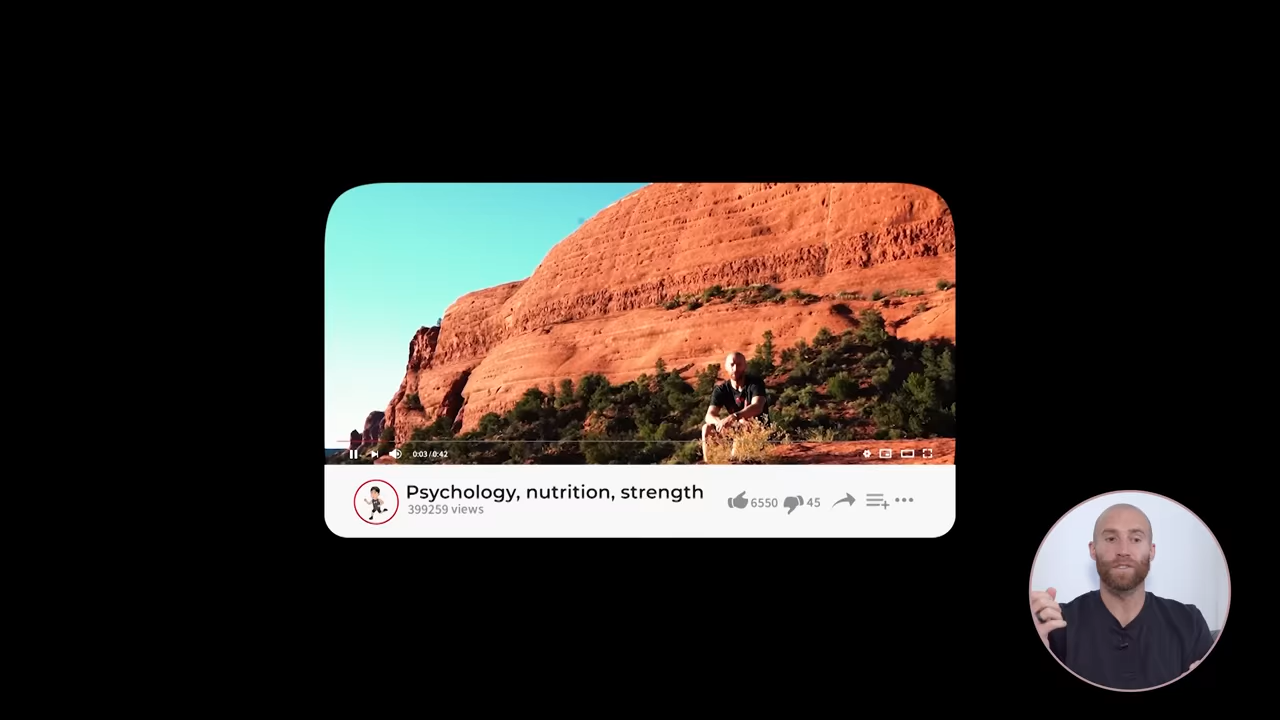 0:03 / 0:42
Psychology, nutrition, strength
399259 views
6550
45